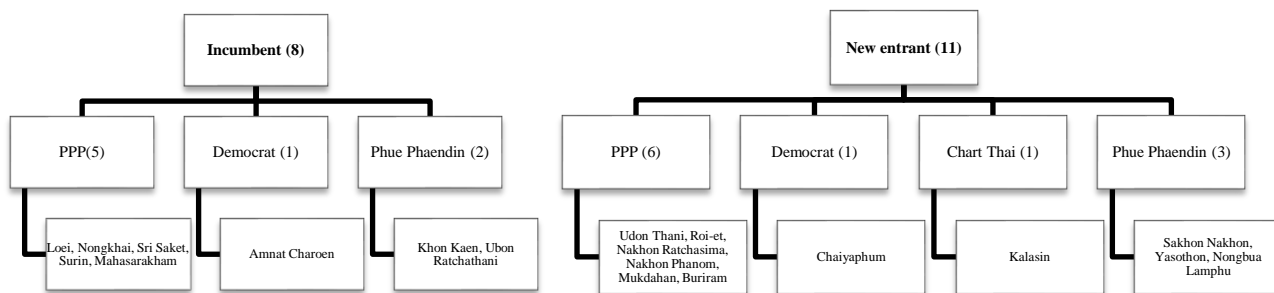 Incumbent (8)
PPP(5)
Democrat (1)
Phue Phaendin (2)
Loei, Nongkhai, Sri Saket,
Surin, Mahasarakham
Amnat Charoen
Khon Kaen, Ubon
Ratchathani
New entrant (11)
PPP (6)
Democrat (1)
Chart Thai (1)
Phue Phaendin (3)
Udon Thani, Roi-et,
Nakhon Ratchasima,
Nakhon Phanom,
Mukdahan, Buriram
Chaiyaphum
Kalasin
Sakhon Nakhon,
Yasothon, Nongbua
Lamphu